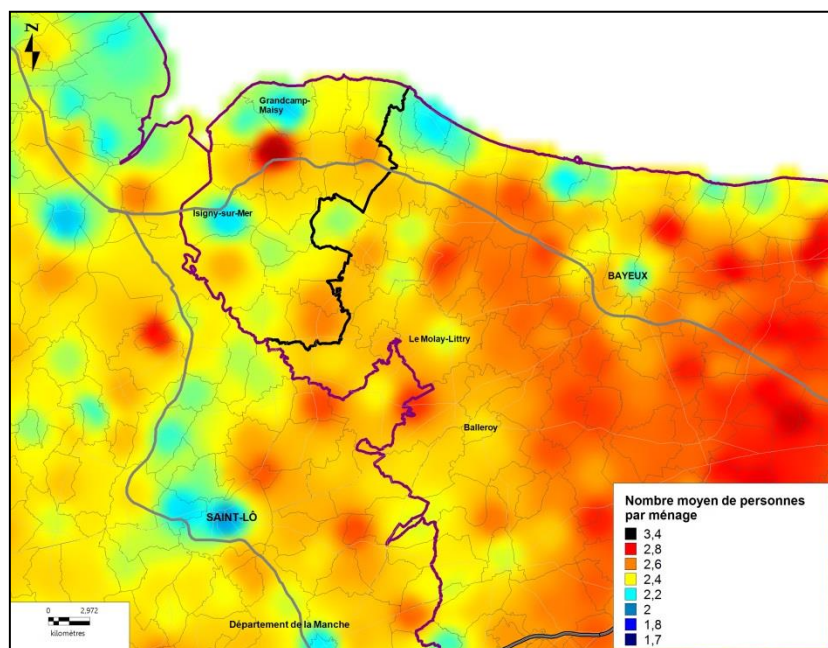 N
Grandcamp-
Maisy
Isigny-sur-Mer
BAYEUX
Le Molay-Littry
Balleroy
SAINT-LÔ
Département de la Manche
0 2,972
kilomètres
Nombre moyen de personnes
par ménage
3,4
2,8
2,6
2,4
2,2
2
1,8
1,7